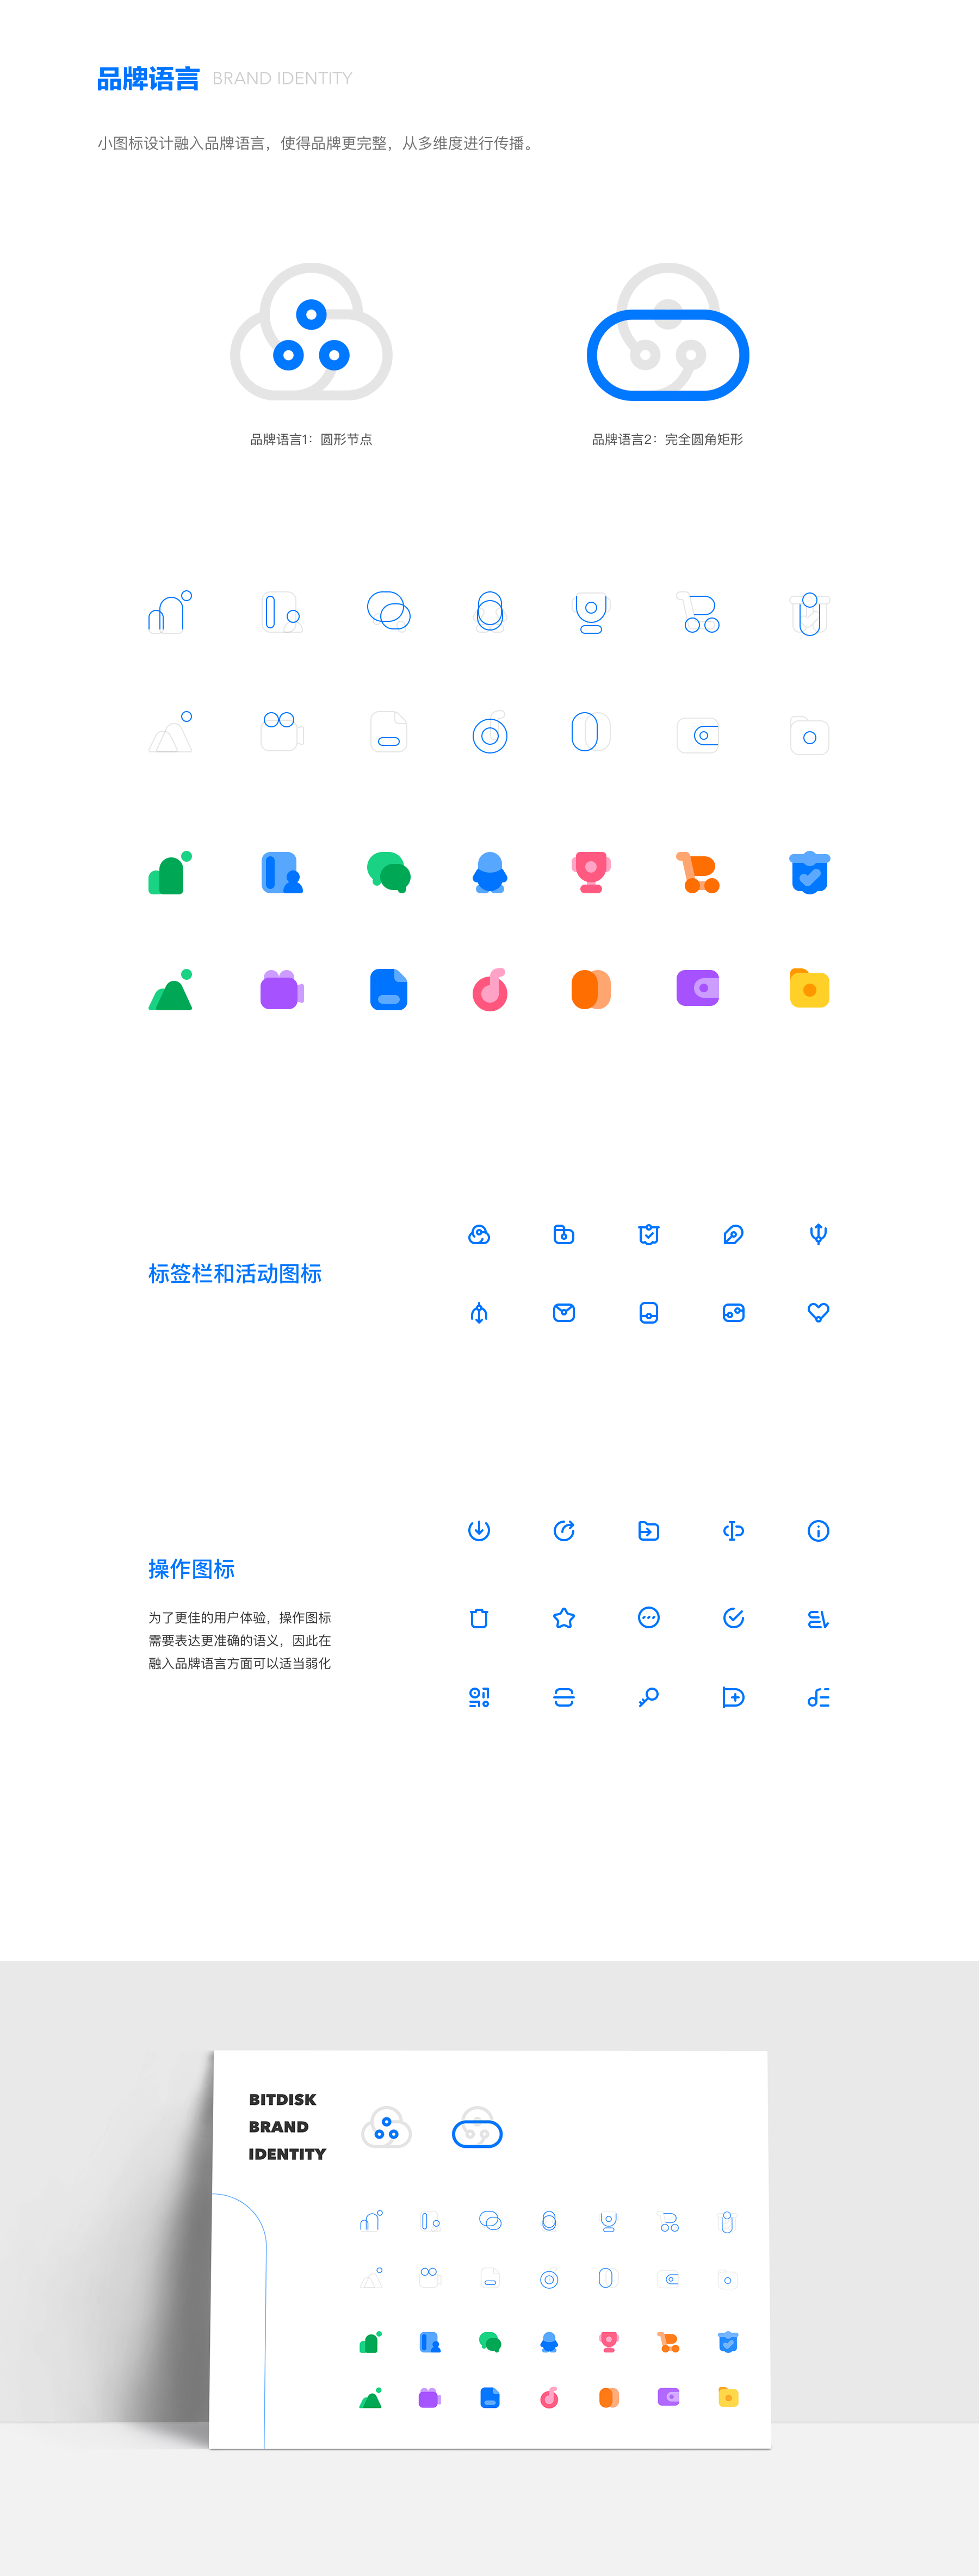 品牌语言 BRAND IDENTITY
小图标设计融入品牌语言，使得品牌更完整，从多维度进行传播。
品牌语言1：圆形节点
品牌语言2：完全圆角矩形
标签栏和活动图标
操作图标
为了更佳的用户体验，操作图标
需要表达更准确的语义，因此在
融入品牌语言方面可以适当弱化
BITDISK
BRAND
IDENTITY